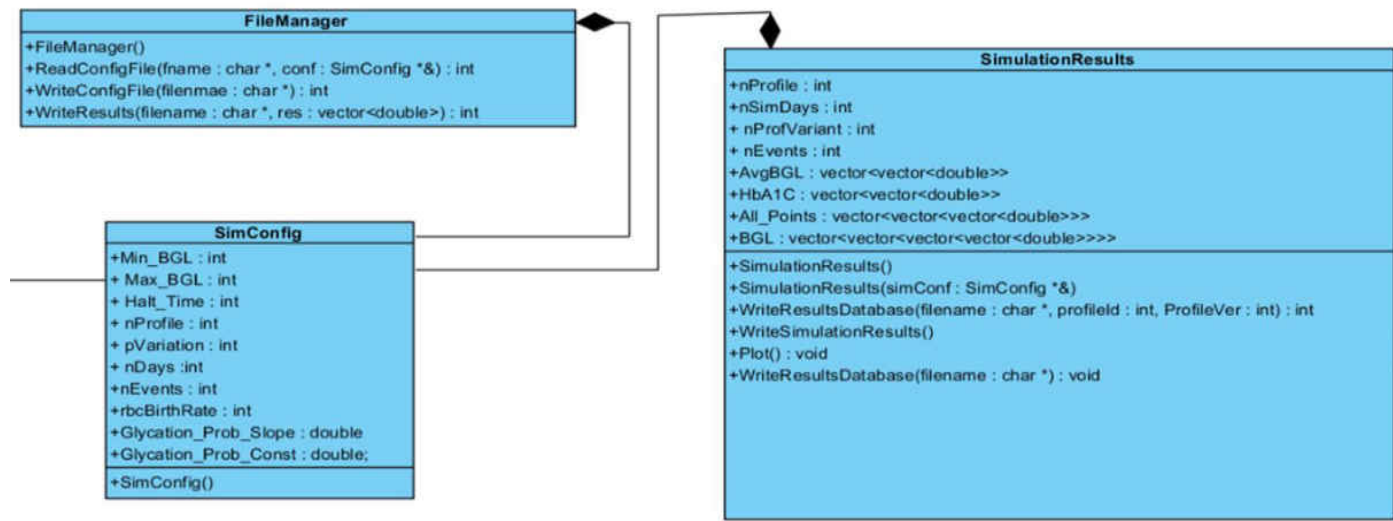 FileManager
+FileManager()
+ReadConfigFile(fname : char *, conf : SimConfig *&) : int
+WriteConfigFile(filenmae : char *) : int
+WriteResults(filename : char *, res : vector<double>) : int
SimConfig
+Min_BGL : int
+ Max_BGL : int
+ Halt_Time : int
+ nProfile : int
+ pVariation : int
+ nDays :int
+nEvents : int
+rbcBirthRate : int
+Glycation_Prob_Slope : double
+Glycation_Prob_Const : double;
+SimConfig()
SimulationResults
+nProfile : int
+nSimDays : int
+ nProfVariant : int
+ nEvents : int
+AvgBGL : vector<vector<double>>
+HbA1C : vector<vector<double>>
+All_Points : vector<vector<vector<double>>>
+BGL : vector<vector<vector<vector<double>>>>
+SimulationResults()
+SimulationResults(simConf : SimConfig *&)
+WriteResultsDatabase(filename : char *, profileId : int, ProfileVer : int) : int
+WriteSimulationResults()
+Plot() : void
+WriteResultsDatabase(filename : char *) : void